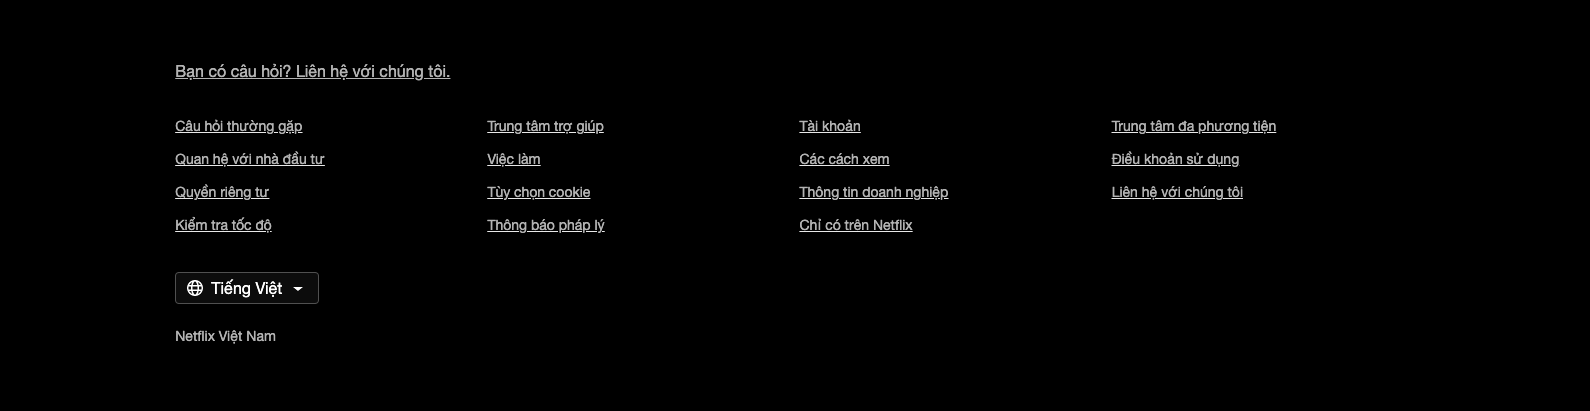 Bạn có câu hỏi? Liên hệ với chúng tôi.
Câu hỏi thường gặp
Trung tâm trợ giúp
Tài khoản
Trung tâm đa phương tiện
Quan hệ với nhà đầu tư
Việc làm
Các cách xem
Điều khoản sử dụng
Quyền riêng tư
Tùy chọn cookie
Thông tin doanh nghiệp
Liên hệ với chúng tôi
Kiểm tra tốc độ
Thông báo pháp lý
Chỉ có trên Netflix
Tiếng Việt
Netflix Việt Nam